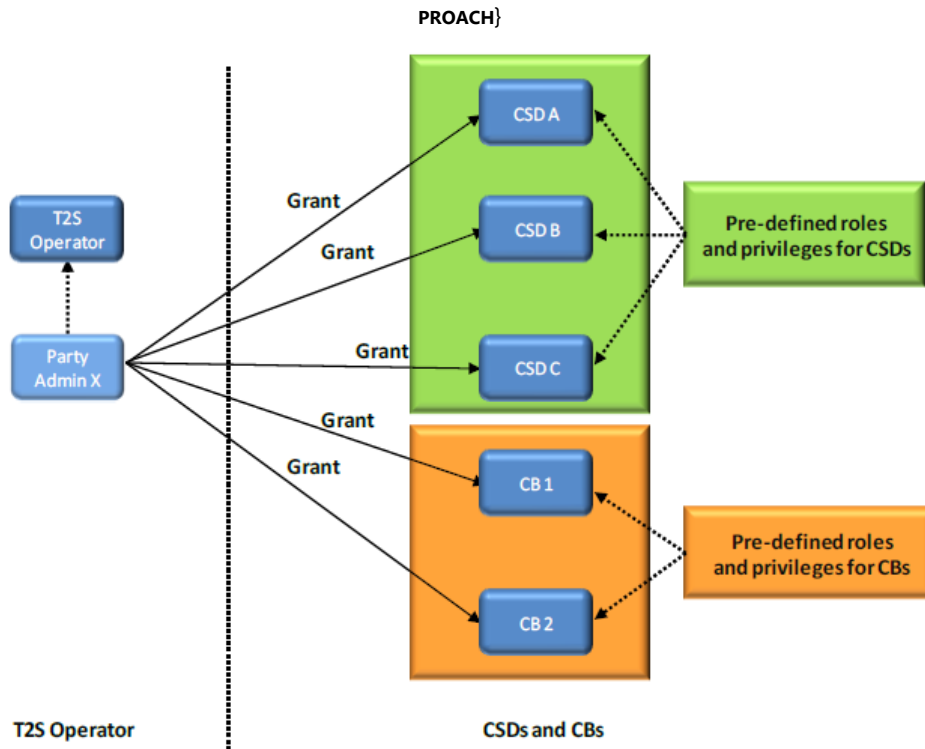 PROACH}
CSD A
Grant
T2S
Operator
CSD B
Pre-defined roles
and privileges for CSDs
Grant
Party
Admin X
Grant
CSD C
Grant
Grant
CB 1
Pre-defined roles
and privileges for CBs
CB 2
T2S Operator
CSDs and CBs